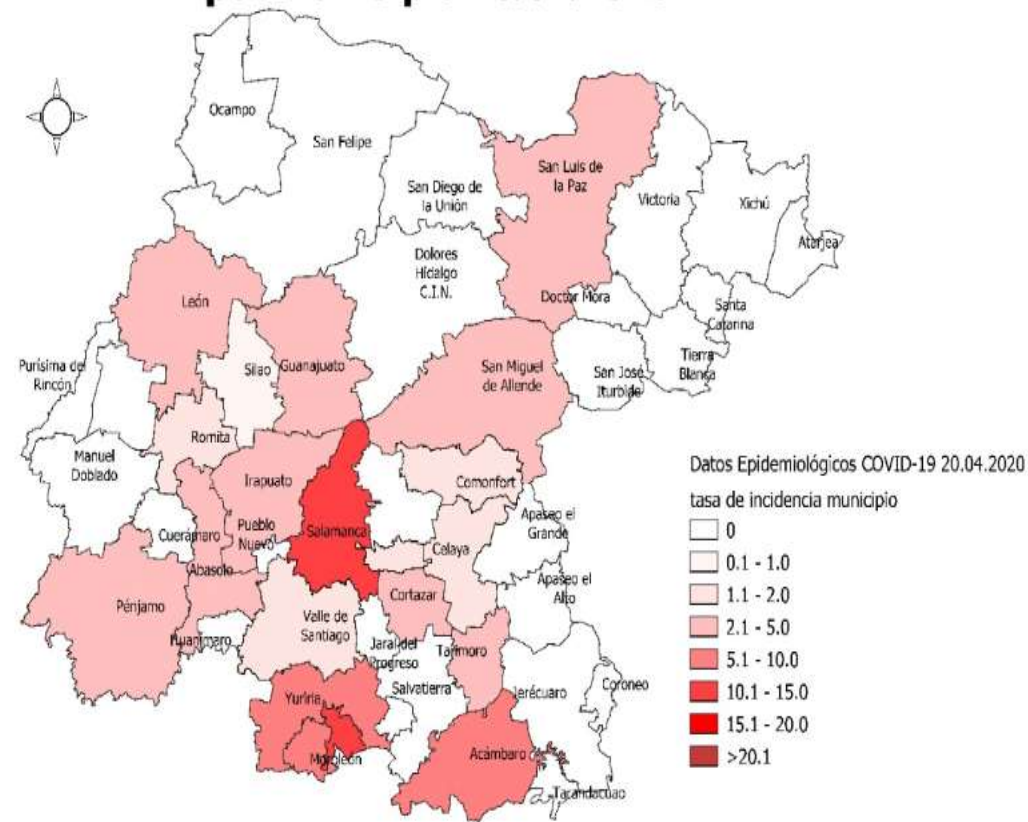 Ocampo
San Felipe
San Diego de
la Unión
San Luis de
la Paz
Victoria
Xichú
Atarjea
Dolores
Hidalgo
C.I.N.
Doctor Mora
Santa
Catarina
León
Purísima del
Rincón
Silao
Guanajuato
San Miguel
de Allende
San José
Iturbide
Tierra
Blanca
Romita
Manuel
Doblado
Irapuato
Comonfort
Cuerámaro
Pueblo
Nuevo
Salamanca
Apaseo el
Grande
Celaya
Abasolo
Apaseo el
Alto
Pénjamo
Cortazar
Valle de
Santiago
Huanímaro
Jaral del
Progreso
Tarimoro
Salvatierra
Jerécuaro
Coroneo
Yuriria
Moroleón
Acámbaro
Tarandacuao
Datos Epidemiológicos COVID-19 20.04.2020
tasa de incidencia municipio
0
0.1 - 1.0
1.1 - 2.0
2.1 - 5.0
5.1 - 10.0
10.1 - 15.0
15.1 - 20.0
>20.1